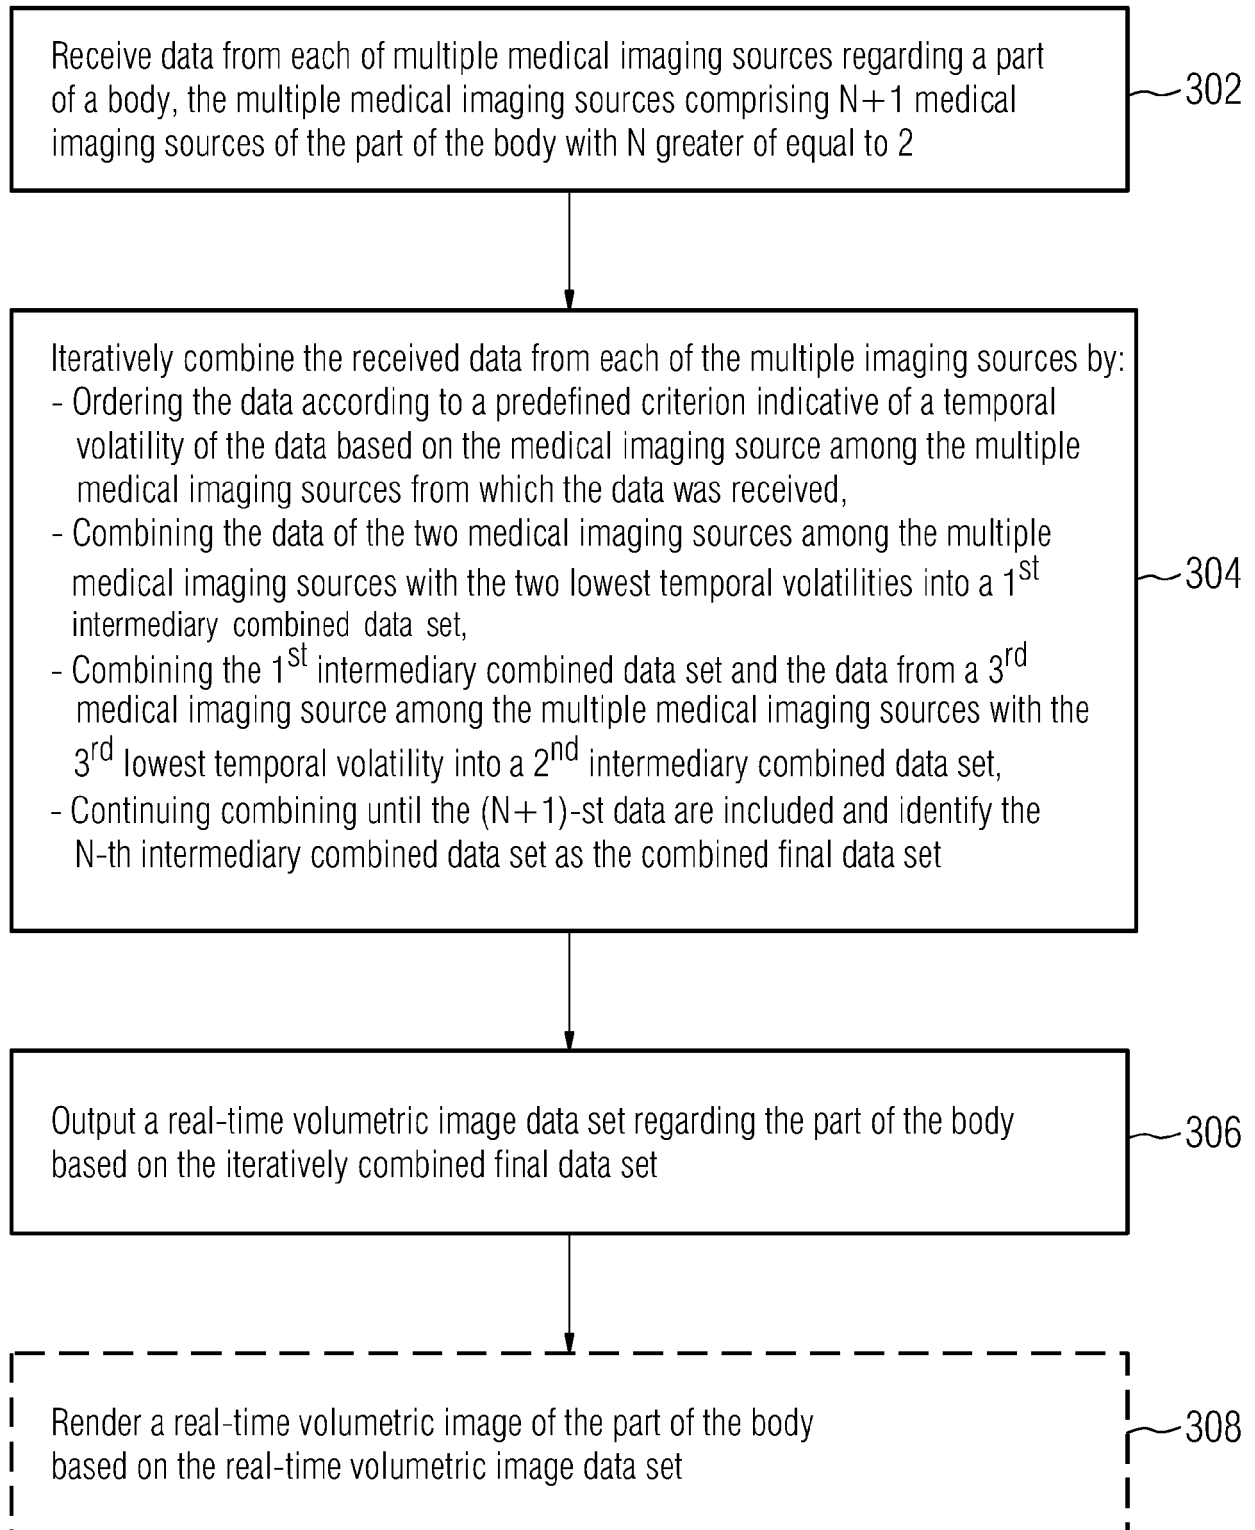 Receive data from each of multiple medical imaging sources regarding a part
of a body, the multiple medical imaging sources comprising N+1 medical
imaging sources of the part of the body with N greater of equal to 2
302
Iteratively combine the received data from each of the multiple imaging sources by:
- Ordering the data according to a predefined criterion indicative of a temporal
volatility of the data based on the medical imaging source among the multiple
medical imaging sources from which the data was received,
- Combining the data of the two medical imaging sources among the multiple
medical imaging sources with the two lowest temporal volatilities into a 1st
intermediary combined data set,
- Combining the 1st intermediary combined data set and the data from a 3rd
medical imaging source among the multiple medical imaging sources with the
3rd lowest temporal volatility into a 2nd intermediary combined data set,
- Continuing combining until the (N+1)-st data are included and identify the
N-th intermediary combined data set as the combined final data set
304
Output a real-time volumetric image data set regarding the part of the body
based on the iteratively combined final data set
306
Render a real-time volumetric image of the part of the body
based on the real-time volumetric image data set
308